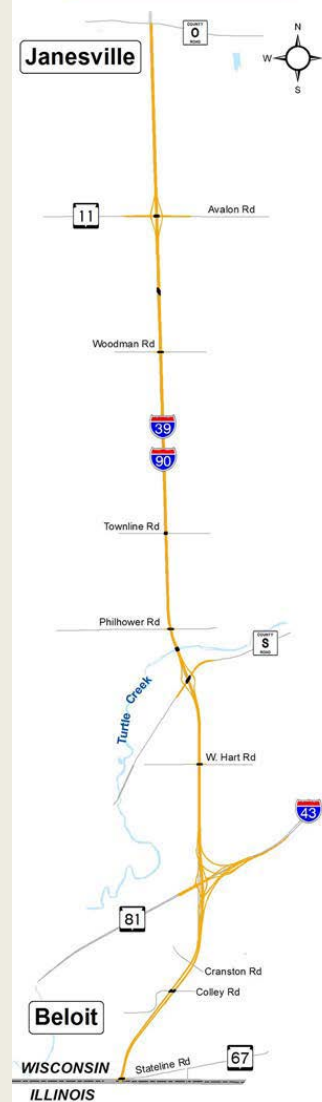 N
COUNTY
O
ROAD
Janesville
W
E
S
11
Avalon Rd
Woodman Rd
39
90
Townline Rd
Philhower Rd
COUNTY
S
ROAD
Turtle Creek
W. Hart Rd
43
81
Cranston Rd
Colley Rd
Beloit
67
WISCONSIN
Stateline Rd
ILLINOIS